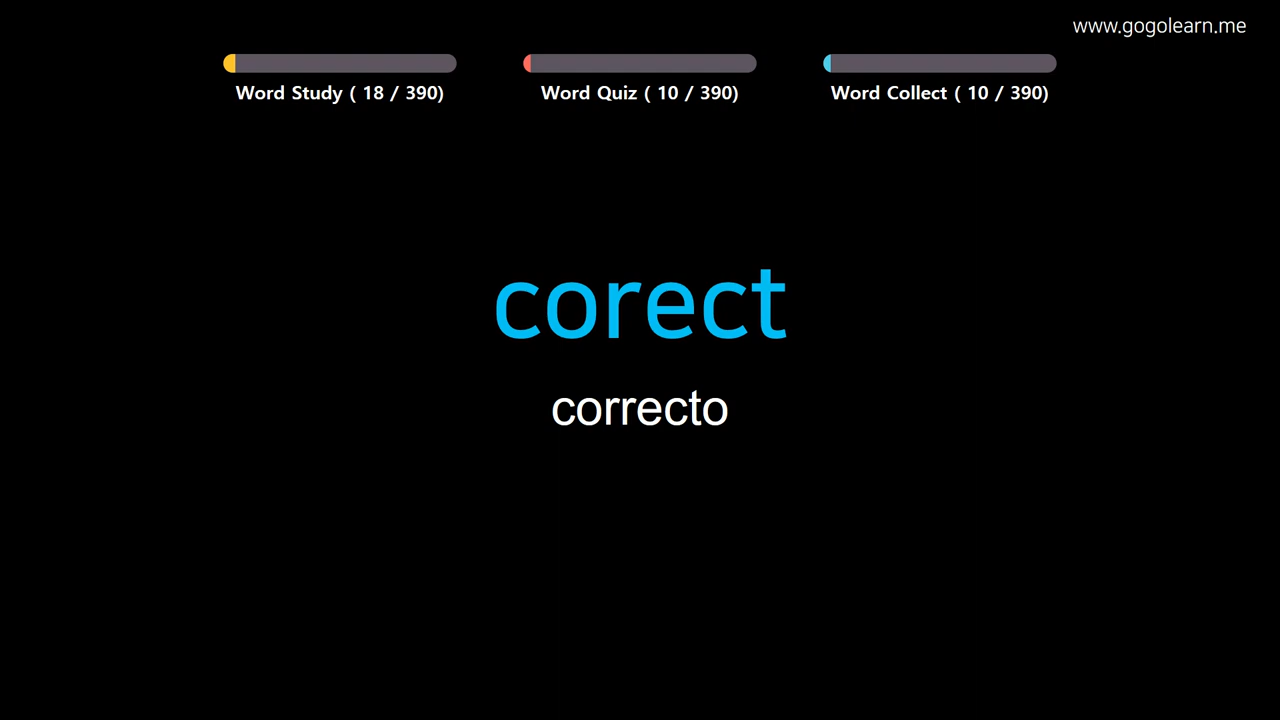 www.gogolearn.me
Word Study ( 18 / 390)
Word Quiz ( 10 / 390)
Word Collect ( 10 / 390)
corect
correcto